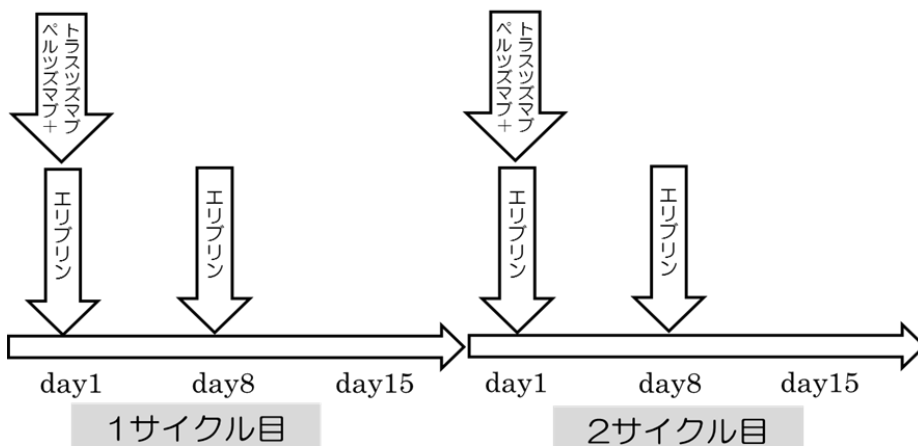 トラスツズマブ
ペルツズマブ＋
トラスツズマブ
ペルツズマブ＋
エリブリン
エリブリン
エリブリン
エリブリン
day1
day8
day15
day1
day8
day15
1サイクル目
2サイクル目